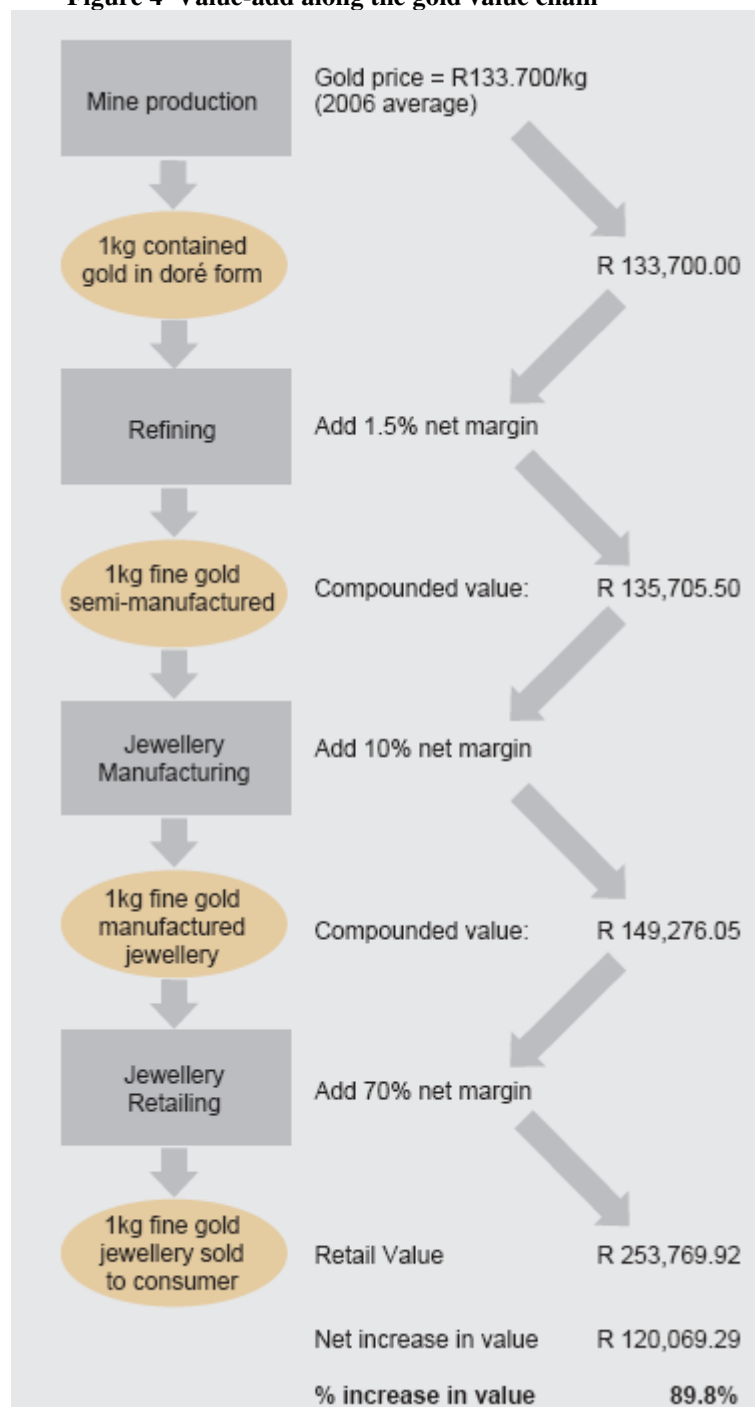 Figure 4 Value-add along the gold value chain
Mine production
Gold price = R133.700/kg
(2006 average)
1kg contained
gold in doré form
R 133,700.00
Refining
Add 1.5% net margin
1kg fine gold
semi-manufactured
Compounded value:
R 135,705.50
Jewellery
Manufacturing
Add 10% net margin
1kg fine gold
manufactured
jewellery
Compounded value:
R 149,276.05
Jewellery
Retailing
Add 70% net margin
1kg fine gold
jewellery sold
to consumer
Retail Value
R 253,769.92
Net increase in value
R 120,069.29
% increase in value
89.8%